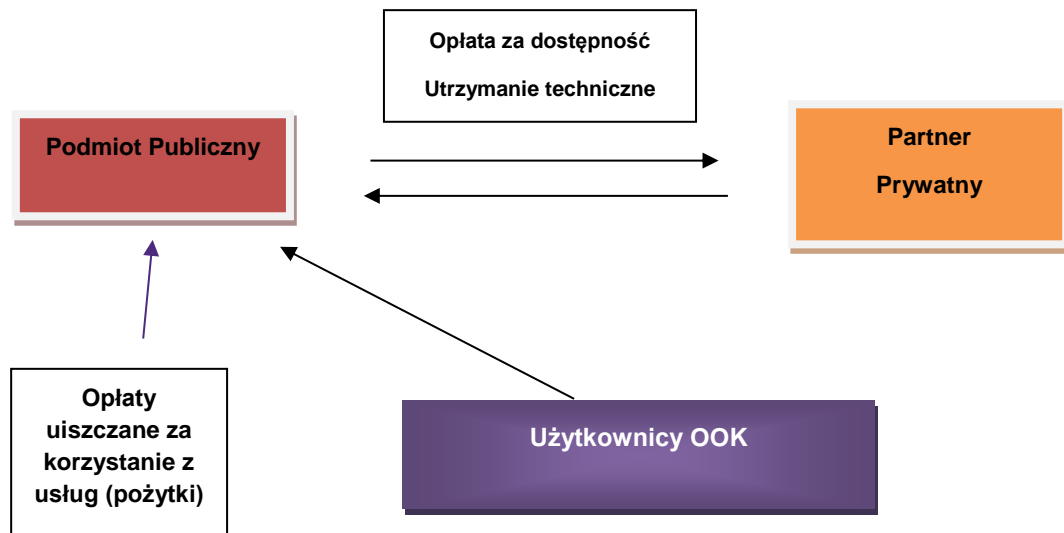 Opłata za dostępność
Utrzymanie techniczne
Podmiot Publiczny
Partner
Prywatny
Opłaty
uiszczane za
korzystanie z
usług (pożytki)
Użytkownicy OOK